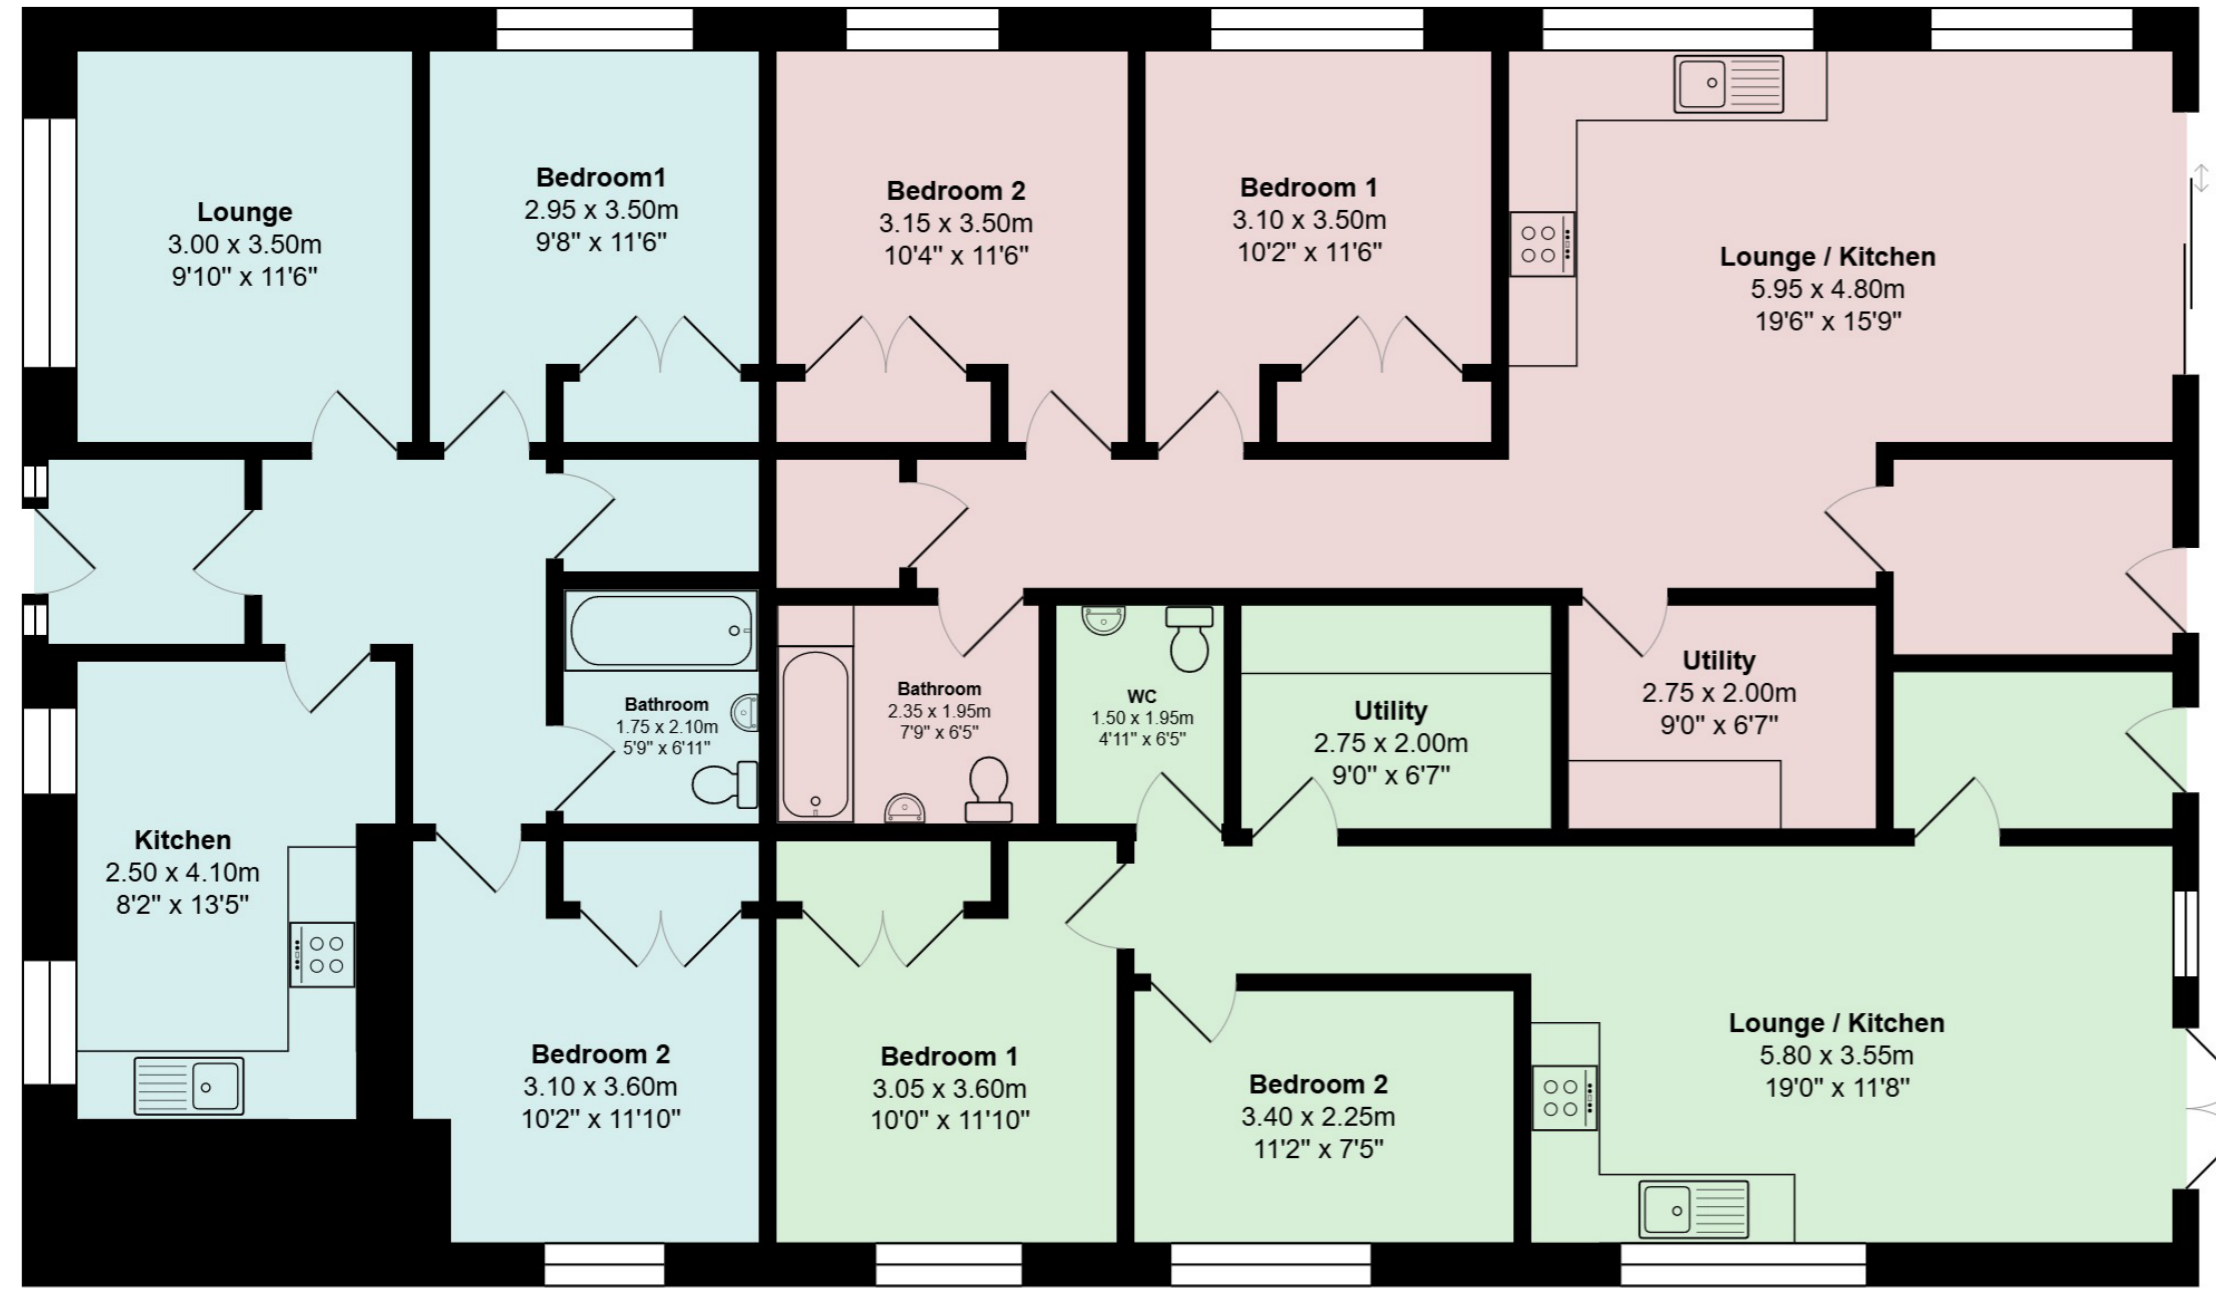 Lounge
3.00 x 3.50m
9'10" x 11'6"
Bedroom1
2.95 x 3.50m
9'8" x 11'6"
Bedroom 2
3.15 x 3.50m
10'4" x 11'6"
Bedroom 1
3.10 x 3.50m
10'2" x 11'6"
Lounge / Kitchen
5.95 x 4.80m
19'6" x 15'9"
Kitchen
2.50 x 4.10m
8'2" x 13'5"
Bathroom
1.75 x 2.10m
5'9" x 6'11"
Bathroom
2.35 x 1.95m
7'9" x 6'5"
WC
1.50 x 1.95m
4'11" x 6'5"
Utility
2.75 x 2.00m
9'0" x 6'7"
Utility
2.75 x 2.00m
9'0" x 6'7"
Bedroom 2
3.10 x 3.60m
10'2" x 11'10"
Bedroom 1
3.05 x 3.60m
10'0" x 11'10"
Bedroom 2
3.40 x 2.25m
11'2" x 7'5"
Lounge / Kitchen
5.80 x 3.55m
19'0" x 11'8"